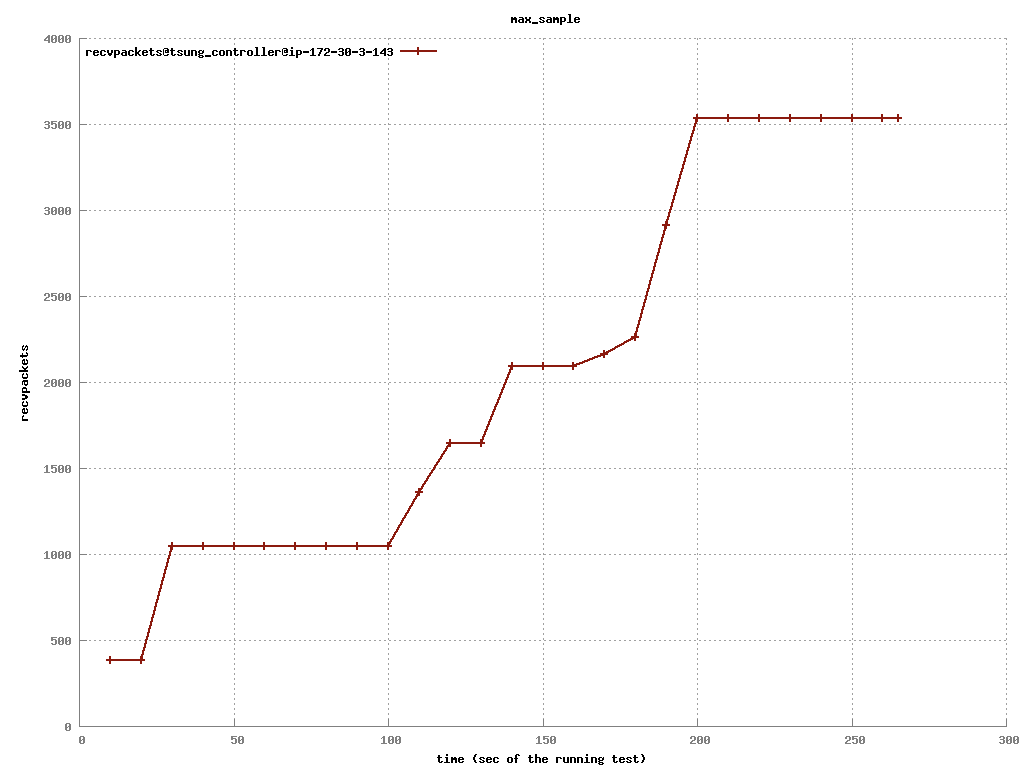 max_sample
recvpackets@tsung_controller@ip-172-30-3-143
4000
3500
3000
2500
2000
1500
1000
500
0
recvpackets
0 50 100 150 200 250 300
time (sec of the running test)